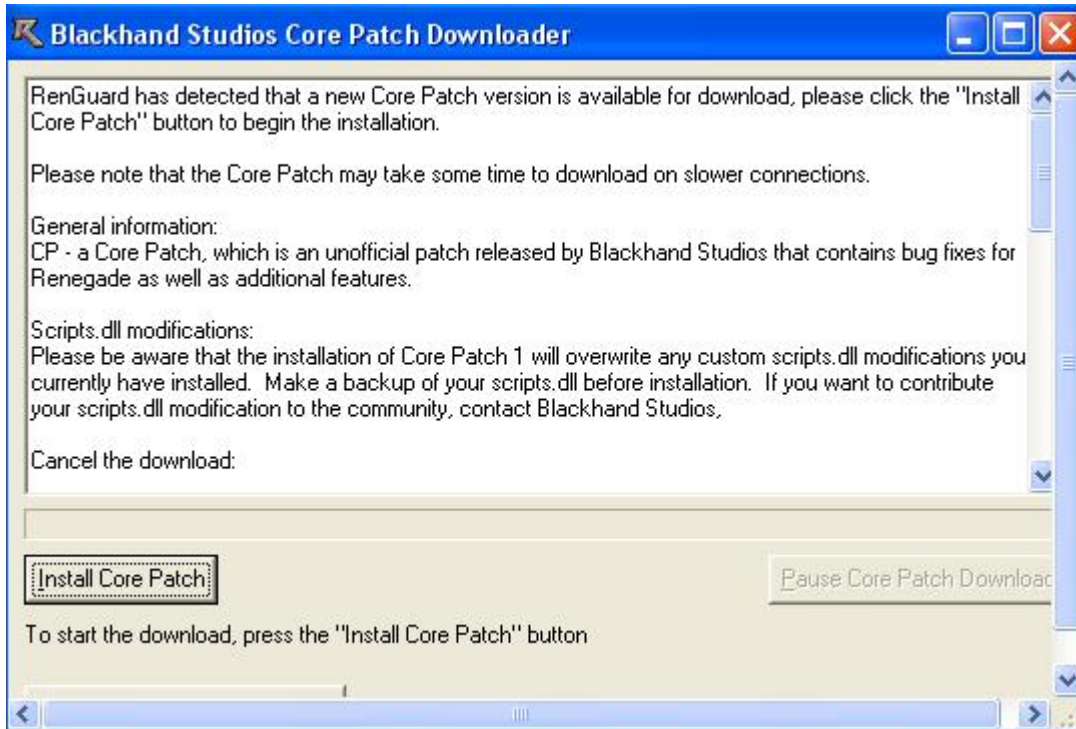 Blackhand Studios Core Patch Downloader
RenGuard has detected that a new Core Patch version is available for download, please click the "Install
Core Patch" button to begin the installation.
Please note that the Core Patch may take some time to download on slower connections.
General information:
CP - a Core Patch, which is an unofficial patch released by Blackhand Studios that contains bug fixes for
Renegade as well as additional features.
Scripts.dll modifications:
Please be aware that the installation of Core Patch 1 will overwrite any custom scripts.dll modifications you
currently have installed.  Make a backup of your scripts.dll before installation.  If you want to contribute
your scripts.dll modification to the community, contact Blackhand Studios,
Cancel the download:
Install Core Patch
Pause Core Patch Downloac
To start the download, press the "Install Core Patch" button